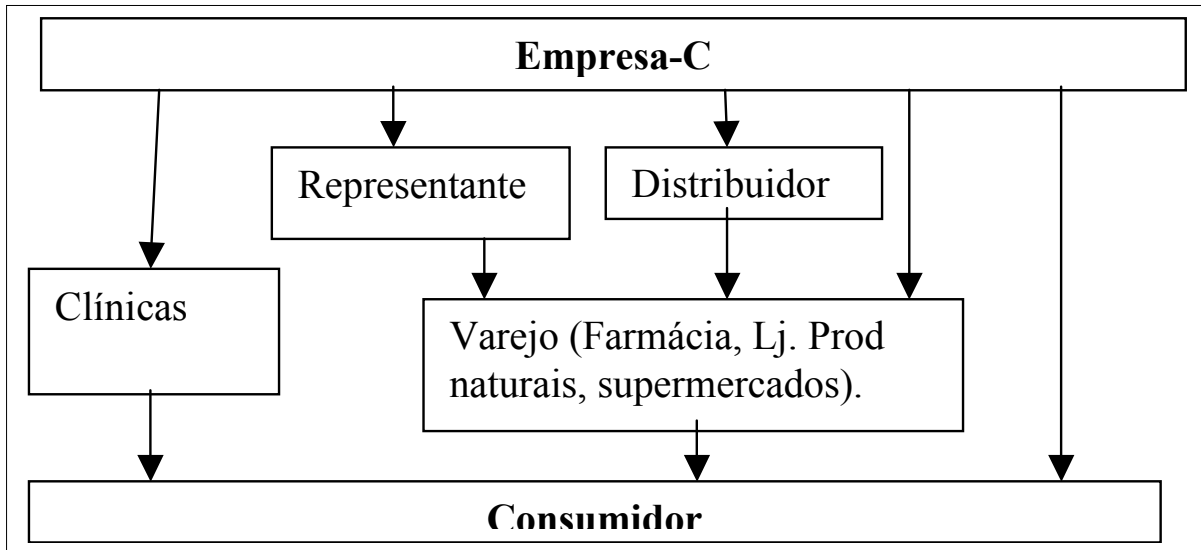 Empresa-C
Representante
Distribuidor
Clínicas
Varejo (Farmácia, Lj. Prod
naturais, supermercados).
Consumidor